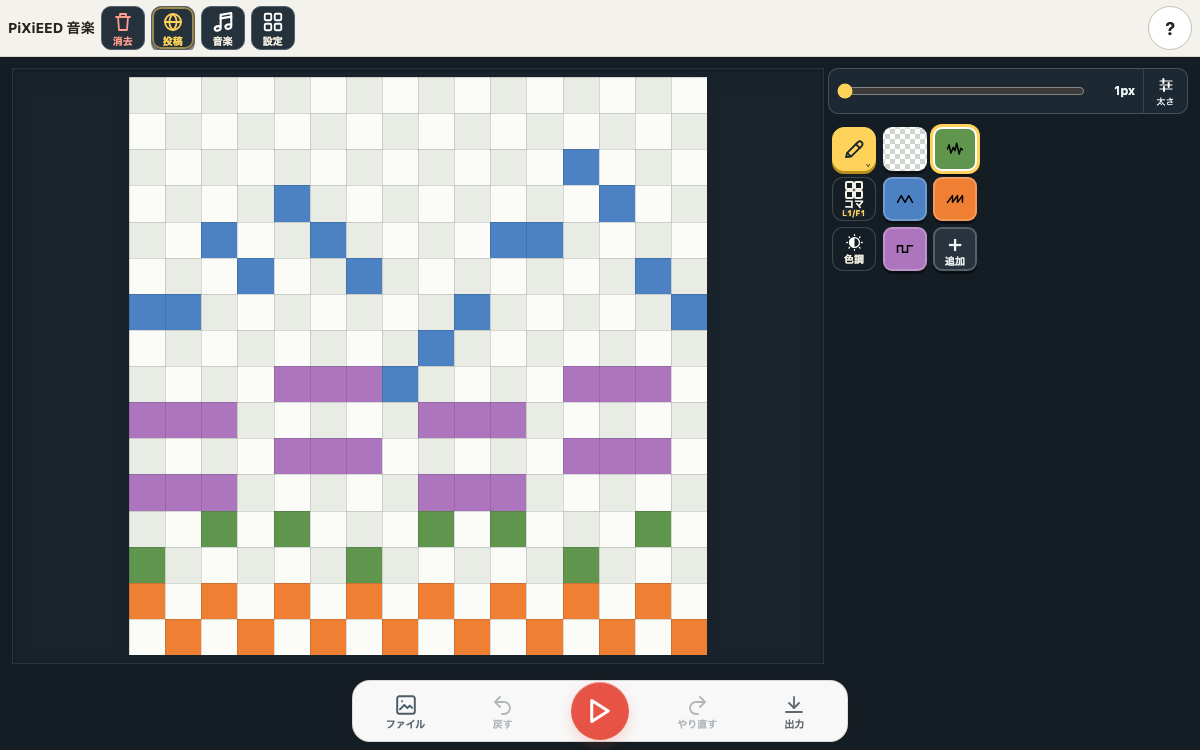 PiXiEED 音楽
消去
投稿
音楽
設定
?
1px
太さ
コマ
L1/F1
色調
追加
ファイル
戻す
やり直す
出力